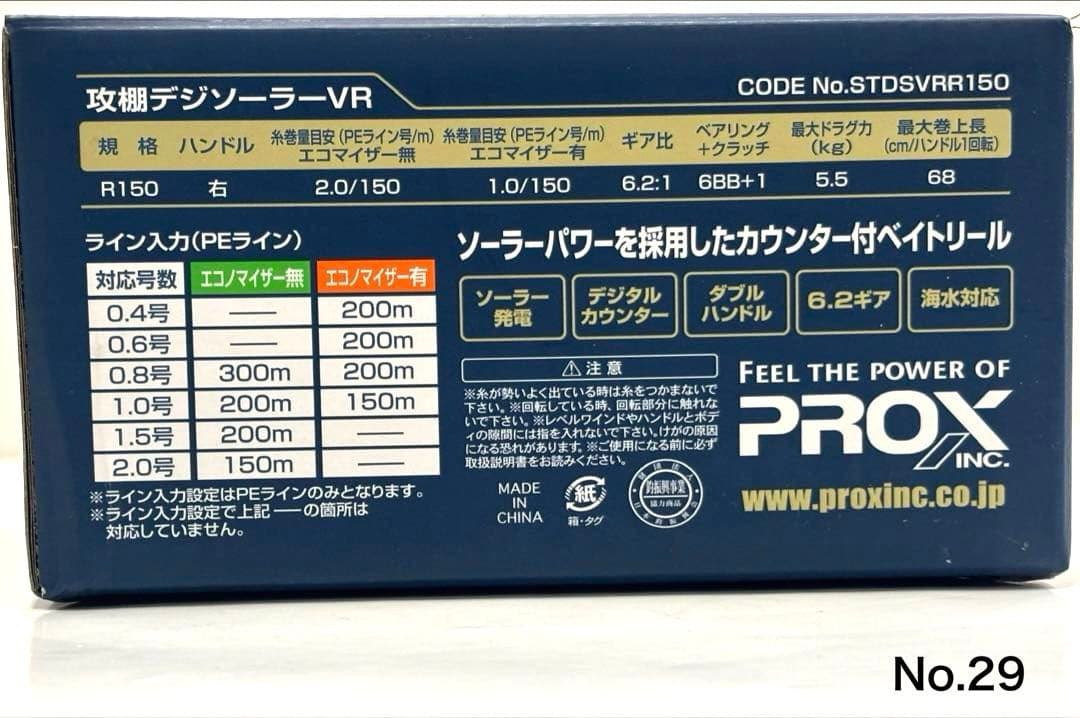 攻棚デジソーラーVR
CODE No.STDSVRR150
規 格 ハンドル 糸巻量目安(PEライン号/m) エコマイザー無 糸巻量目安(PEライン号/m) エコマイザー有 ギア比 ベアリング+クラッチ 最大ドラグ力(kg) 最大巻上長(cm/ハンドル1回転)
R150 右 2.0/150 1.0/150 6.2:1 6BB+1 5.5 68
ライン入力(PEライン)
対応号数 エコノマイザー無 エコノマイザー有
0.4号 ── 200m
0.6号 ── 200m
0.8号 300m 200m
1.0号 200m 150m
1.5号 200m ──
2.0号 150m ──
※ライン入力設定はPEラインのみとなります。
※ライン入力設定で上記 ── の箇所は
対応していません。
ソーラーパワーを採用したカウンター付ベイトリール
ソーラー
発電
デジタル
カウンター
ダブル
ハンドル
6.2ギア
海水対応
⚠注意
※糸が勢いよく出ている時は糸をつかまないで
下さい。※回転している時、回転部分に触れな
いで下さい。※レベルワインドやハンドルとボデ
ィの隙間には指を入れないで下さい。けがの原因
になる恐れがあります。※ご使用になる前に必ず
取扱説明書をお読みください。
MADE
IN
CHINA
紙
箱・タグ
釣振興事業
協力商品
FEEL THE POWER OF
PROX
INC.
www.proxinc.co.jp
No.29